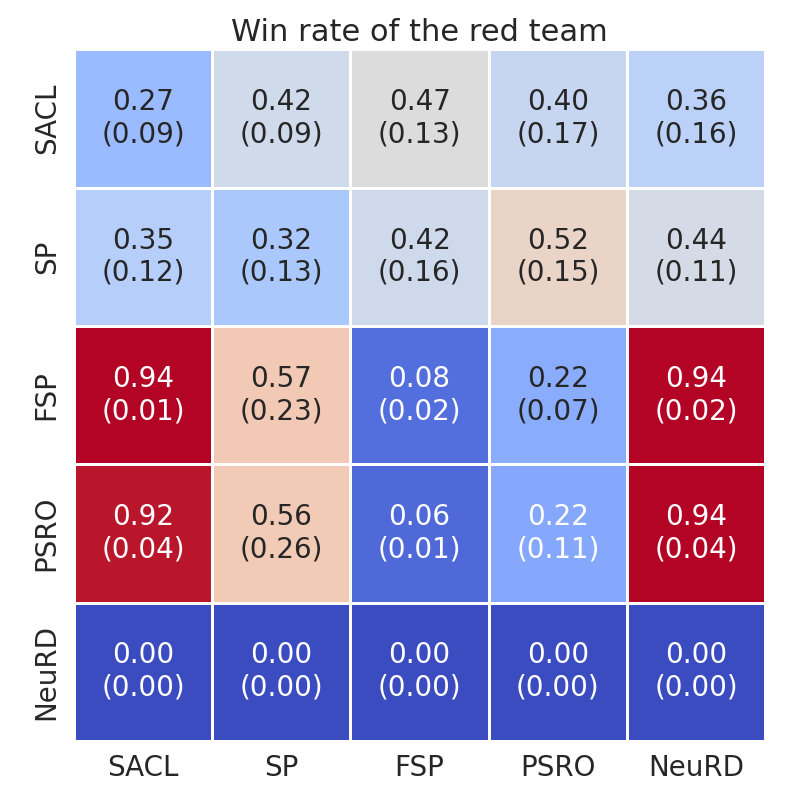 Win rate of the red team
SACL
0.27 0.42 0.47 0.40 0.36
(0.09) (0.09) (0.13) (0.17) (0.16)
SP
0.35 0.32 0.42 0.52 0.44
(0.12) (0.13) (0.16) (0.15) (0.11)
FSP
0.94 0.57 0.08 0.22 0.94
(0.01) (0.23) (0.02) (0.07) (0.02)
PSRO
0.92 0.56 0.06 0.22 0.94
(0.04) (0.26) (0.01) (0.11) (0.04)
NeuRD
0.00 0.00 0.00 0.00 0.00
(0.00) (0.00) (0.00) (0.00) (0.00)
SACL SP FSP PSRO NeuRD